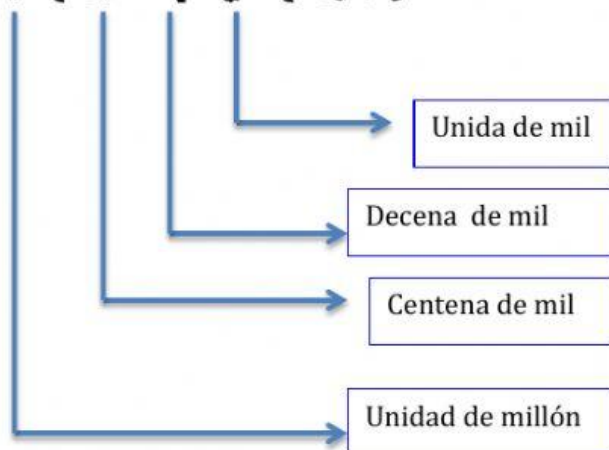 Unida de mil
Decena de mil
Centena de mil
Unidad de millón